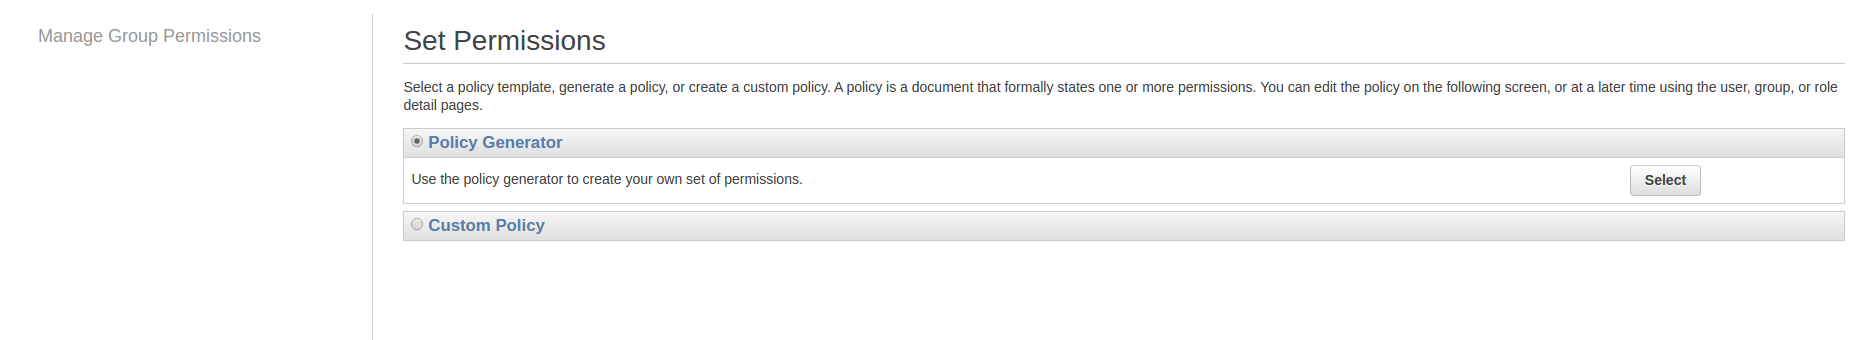 Manage Group Permissions
Set Permissions
Select a policy template, generate a policy, or create a custom policy. A policy is a document that formally states one or more permissions. You can edit the policy on the following screen, or at a later time using the user, group, or role
detail pages.
Policy Generator
Use the policy generator to create your own set of permissions.
Select
Custom Policy